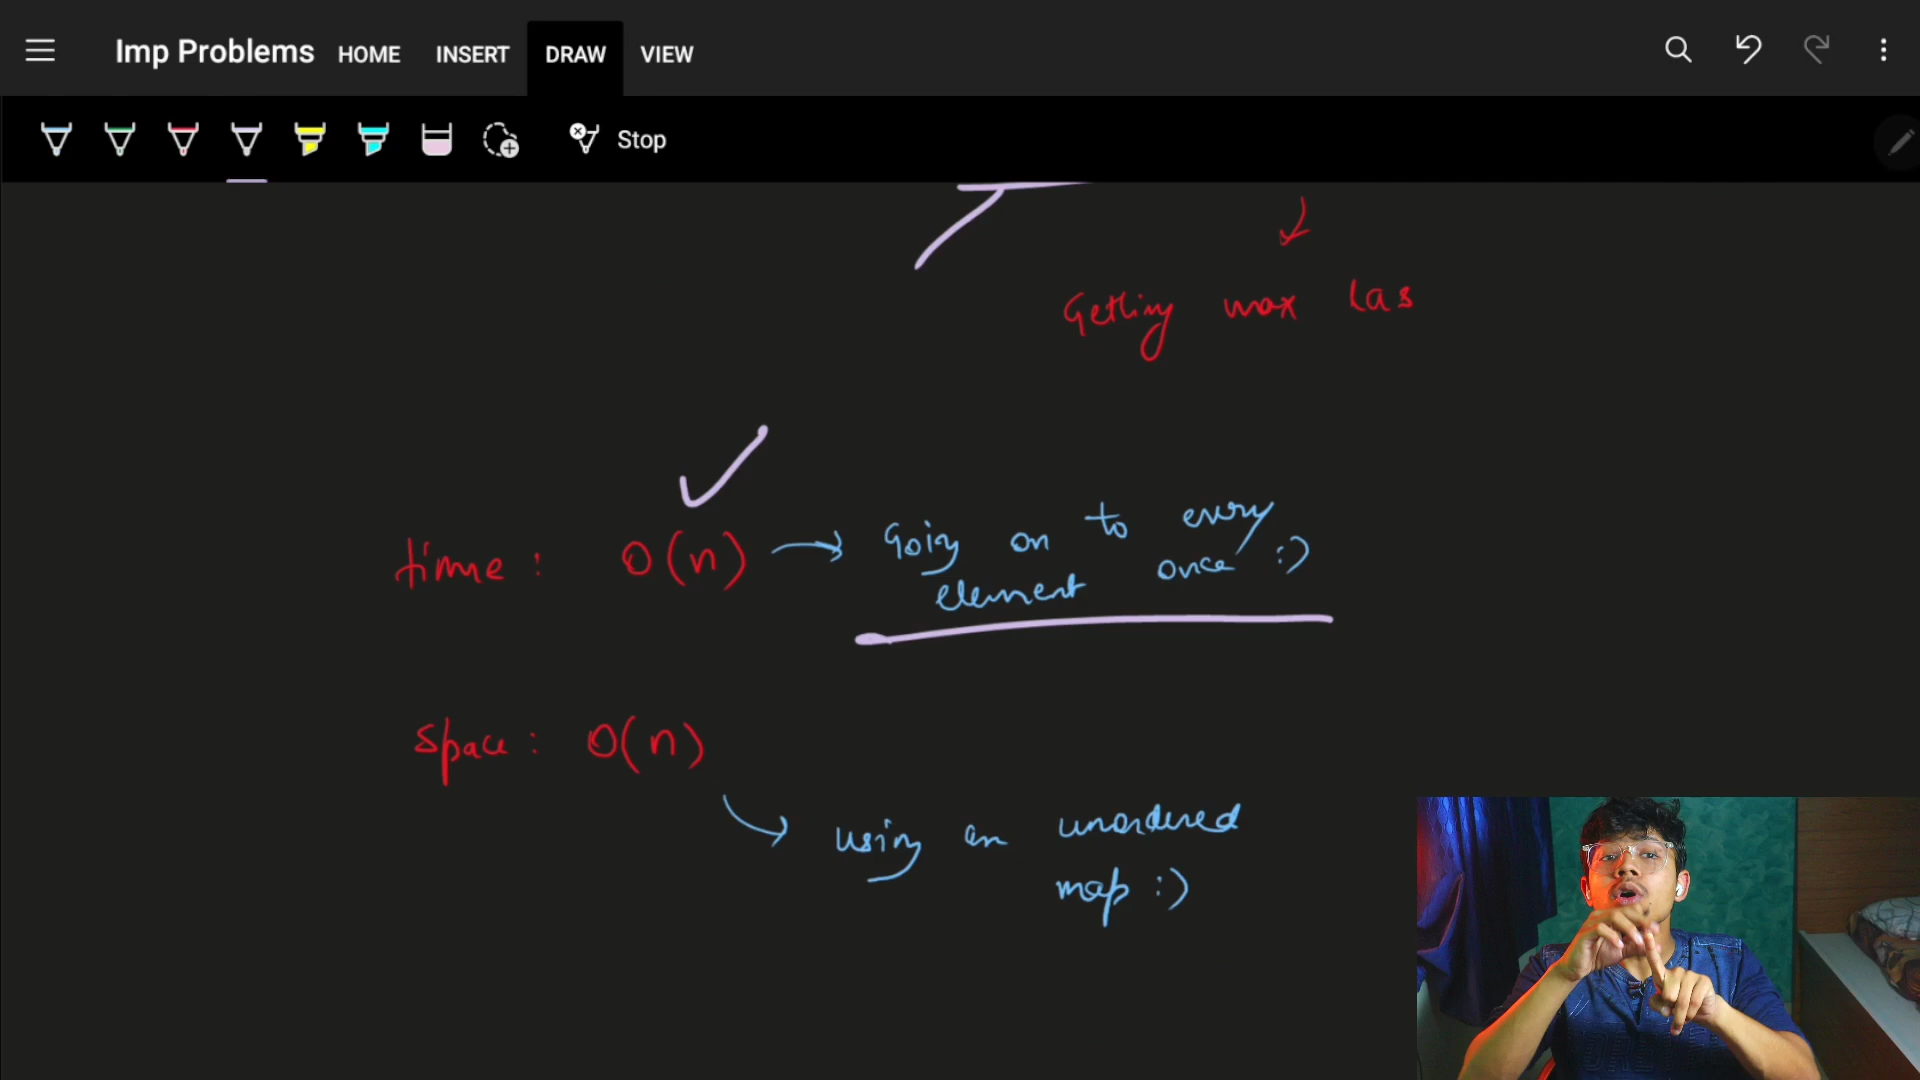 Imp Problems HOME INSERT DRAW VIEW
Stop
Getting max las
time : O(n) → Going on to every
element once :)
space : O(n)
using an unordered
map :)